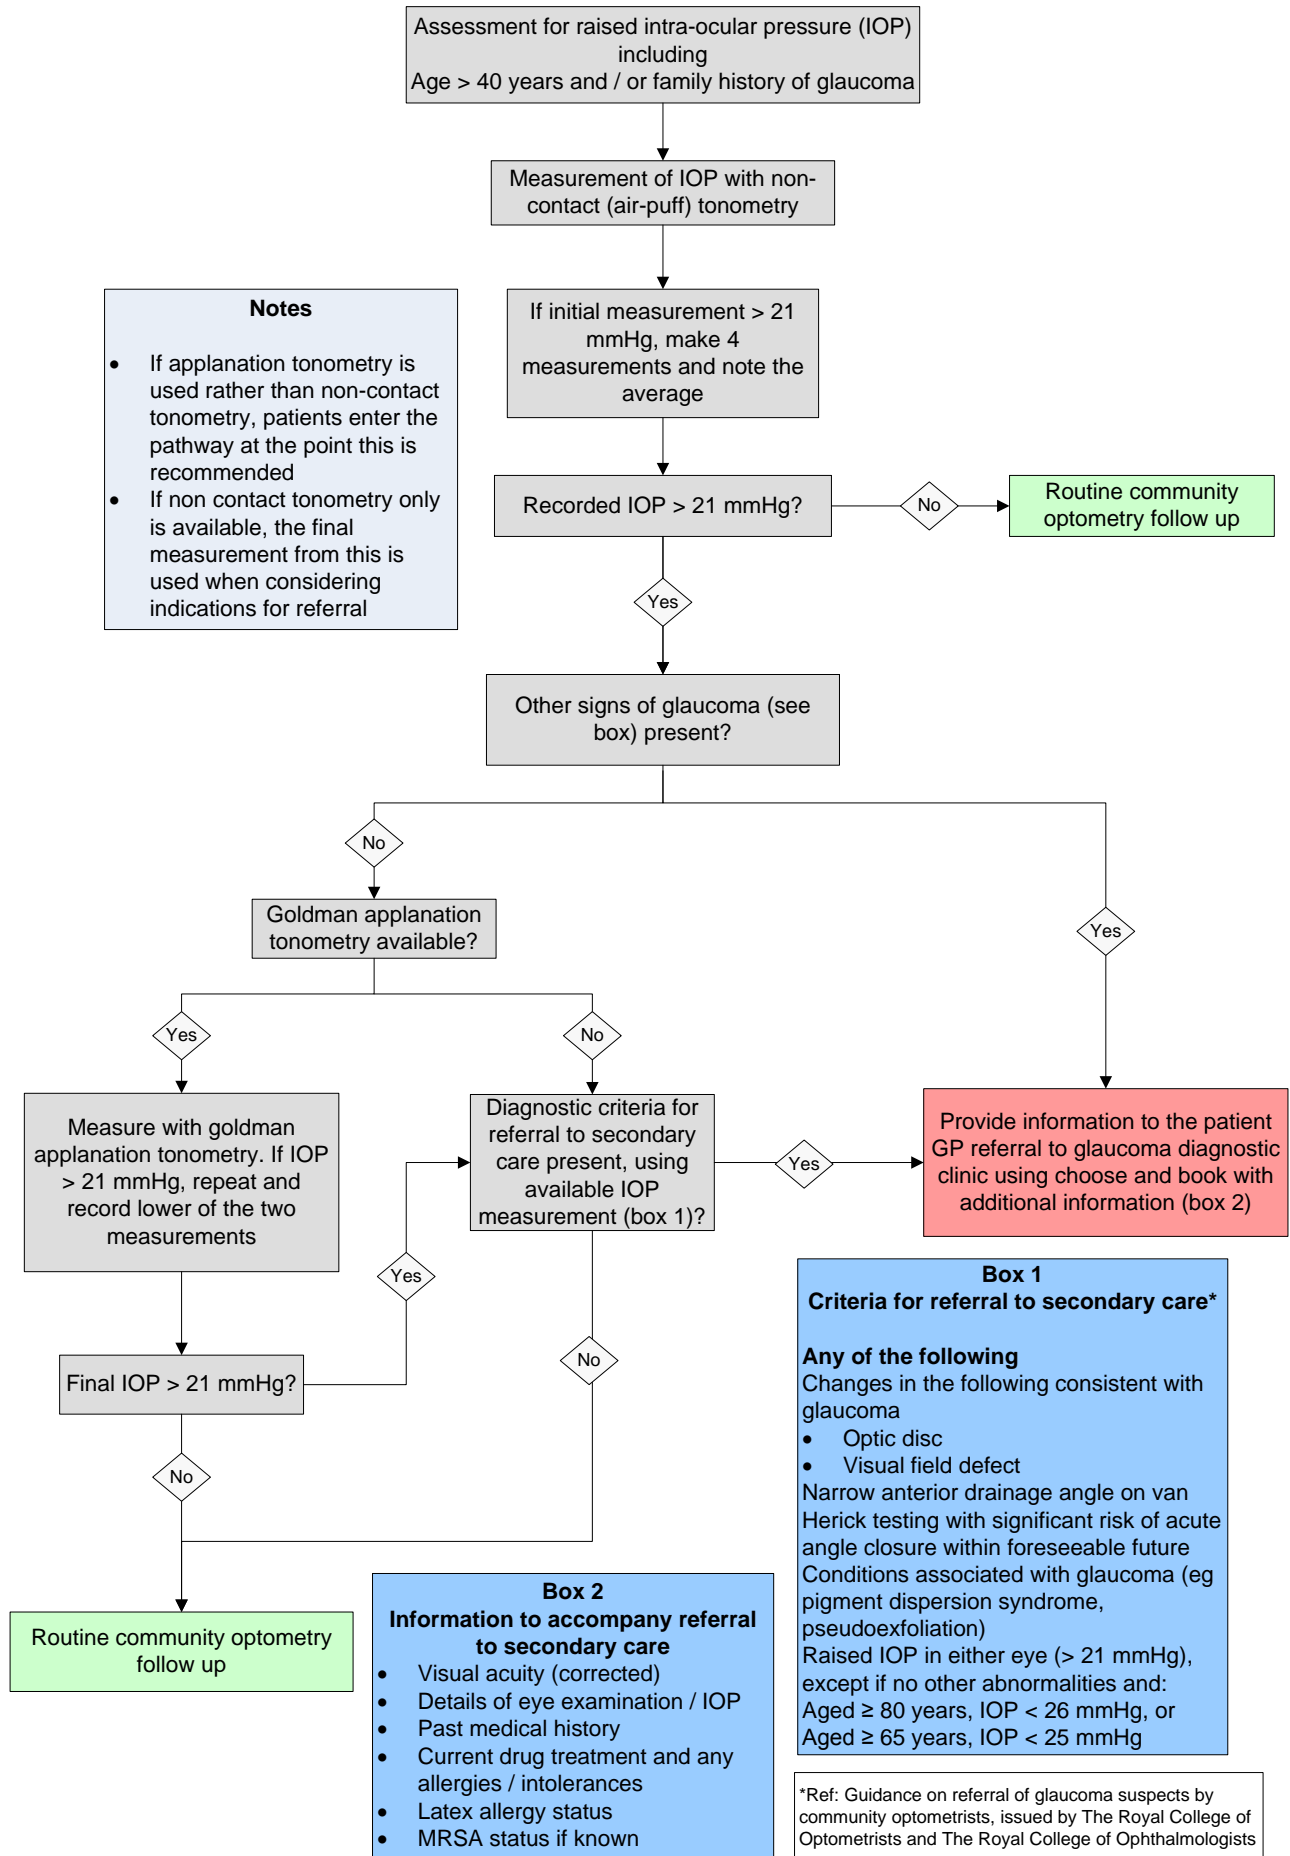 Assessment for raised intra-ocular pressure (IOP)
including
Age > 40 years and / or family history of glaucoma
Measurement of IOP with non-
contact (air-puff) tonometry
Notes
• If applanation tonometry is
used rather than non-contact
tonometry, patients enter the
pathway at the point this is
recommended
• If non contact tonometry only
is available, the final
measurement from this is
used when considering
indications for referral
If initial measurement > 21
mmHg, make 4
measurements and note the
average
Recorded IOP > 21 mmHg?
No
Routine community
optometry follow up
Yes
Other signs of glaucoma (see
box) present?
No
Yes
Goldman applanation
tonometry available?
Yes
No
Measure with goldman
applanation tonometry. If IOP
> 21 mmHg, repeat and
record lower of the two
measurements
Diagnostic criteria for
referral to secondary
care present, using
available IOP
measurement (box 1)?
Yes
Provide information to the patient
GP referral to glaucoma diagnostic
clinic using choose and book with
additional information (box 2)
Yes
Final IOP > 21 mmHg?
No
No
Routine community optometry
follow up
Box 1
Criteria for referral to secondary care*
Any of the following
Changes in the following consistent with
glaucoma
• Optic disc
• Visual field defect
Narrow anterior drainage angle on van
Herick testing with significant risk of acute
angle closure within foreseeable future
Conditions associated with glaucoma (eg
pigment dispersion syndrome,
pseudoexfoliation)
Raised IOP in either eye (> 21 mmHg),
except if no other abnormalities and:
Aged ≥ 80 years, IOP < 26 mmHg, or
Aged ≥ 65 years, IOP < 25 mmHg
Box 2
Information to accompany referral
to secondary care
• Visual acuity (corrected)
• Details of eye examination / IOP
• Past medical history
• Current drug treatment and any
allergies / intolerances
• Latex allergy status
• MRSA status if known
*Ref: Guidance on referral of glaucoma suspects by
community optometrists, issued by The Royal College of
Optometrists and The Royal College of Ophthalmologists